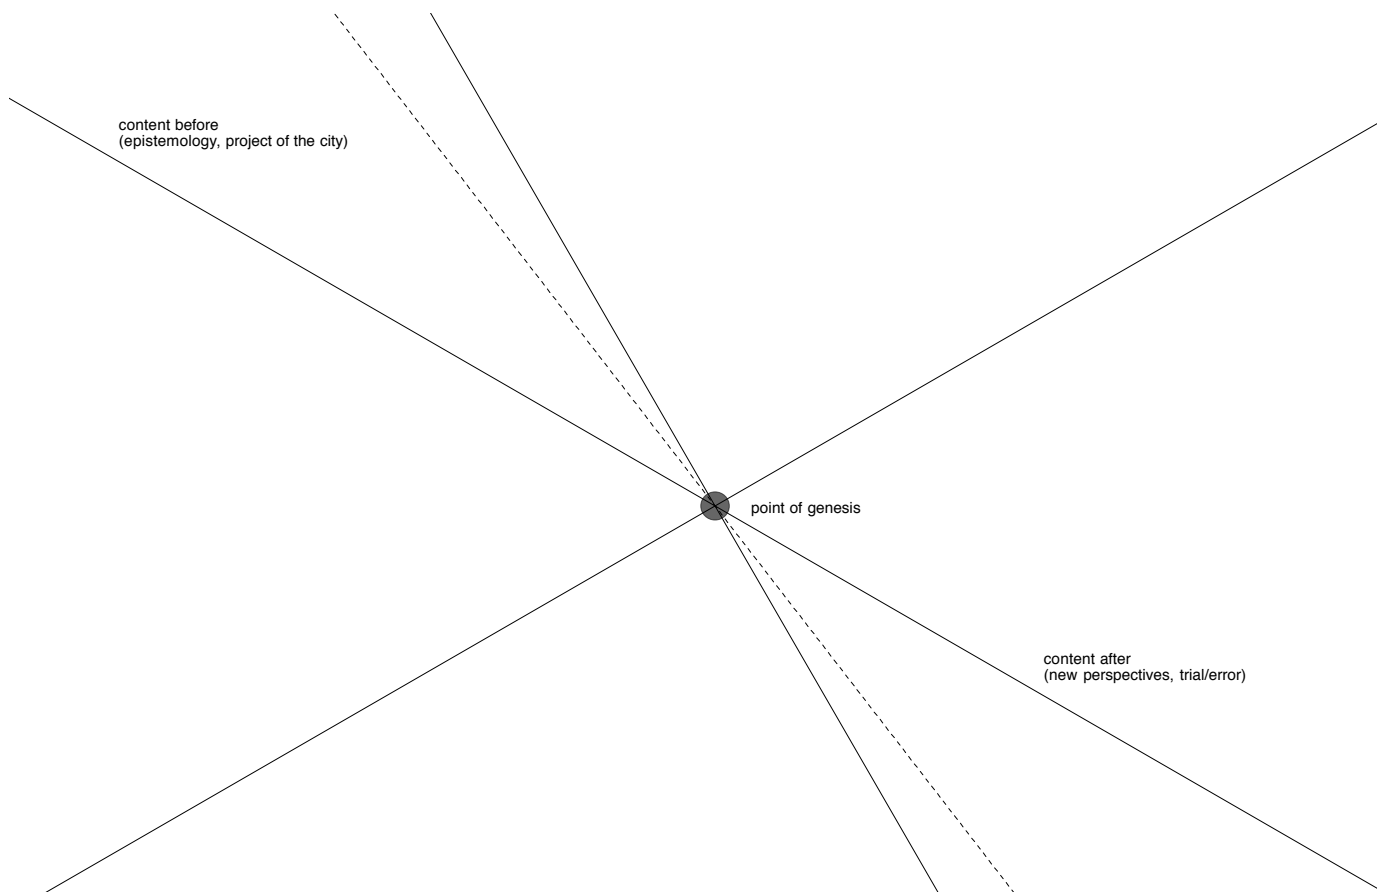 content before
(epistemology, project of the city)
point of genesis
content after
(new perspectives, trial/error)